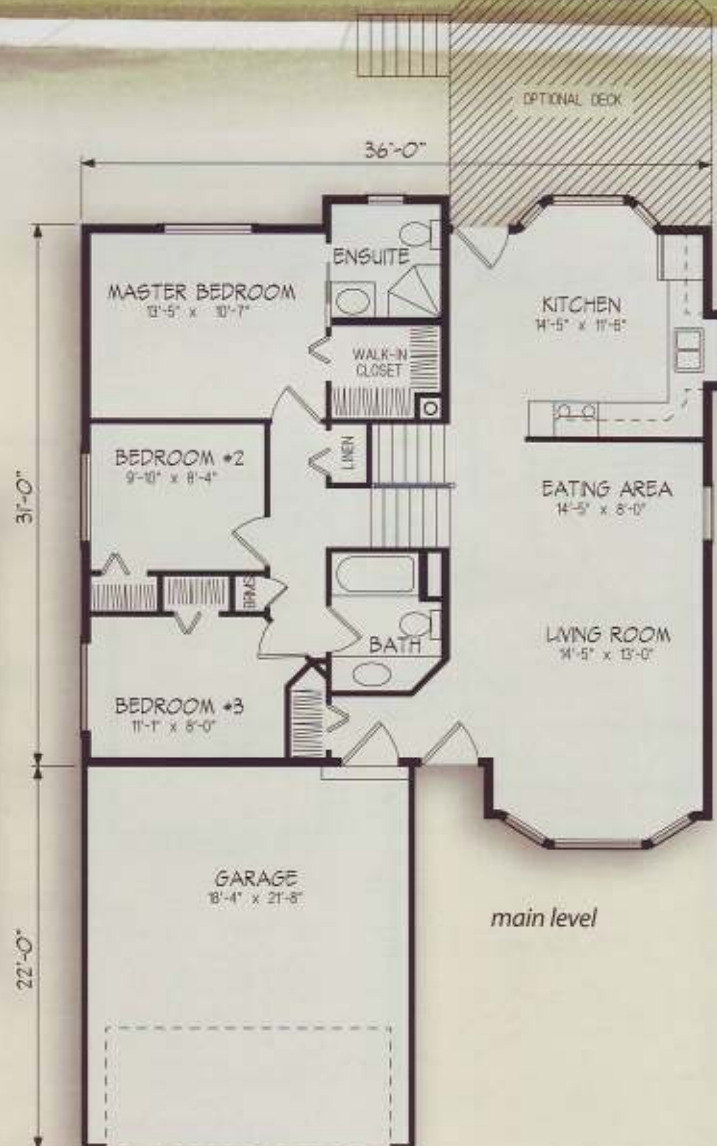 OPTIONAL DECK
36'-0"
ENSUITE
MASTER BEDROOM
13'-5" x 10'-7"
KITCHEN
14'-5" x 11'-6"
WALK-IN
CLOSET
LINEN
BEDROOM #2
9'-10" x 8'-4"
EATING AREA
14'-5" x 8'-0"
31'-0"
BRMS
BATH
LIVING ROOM
14'-5" x 13'-0"
BEDROOM #3
11'-1" x 8'-0"
GARAGE
18'-4" x 21'-8"
main level
22'-0"